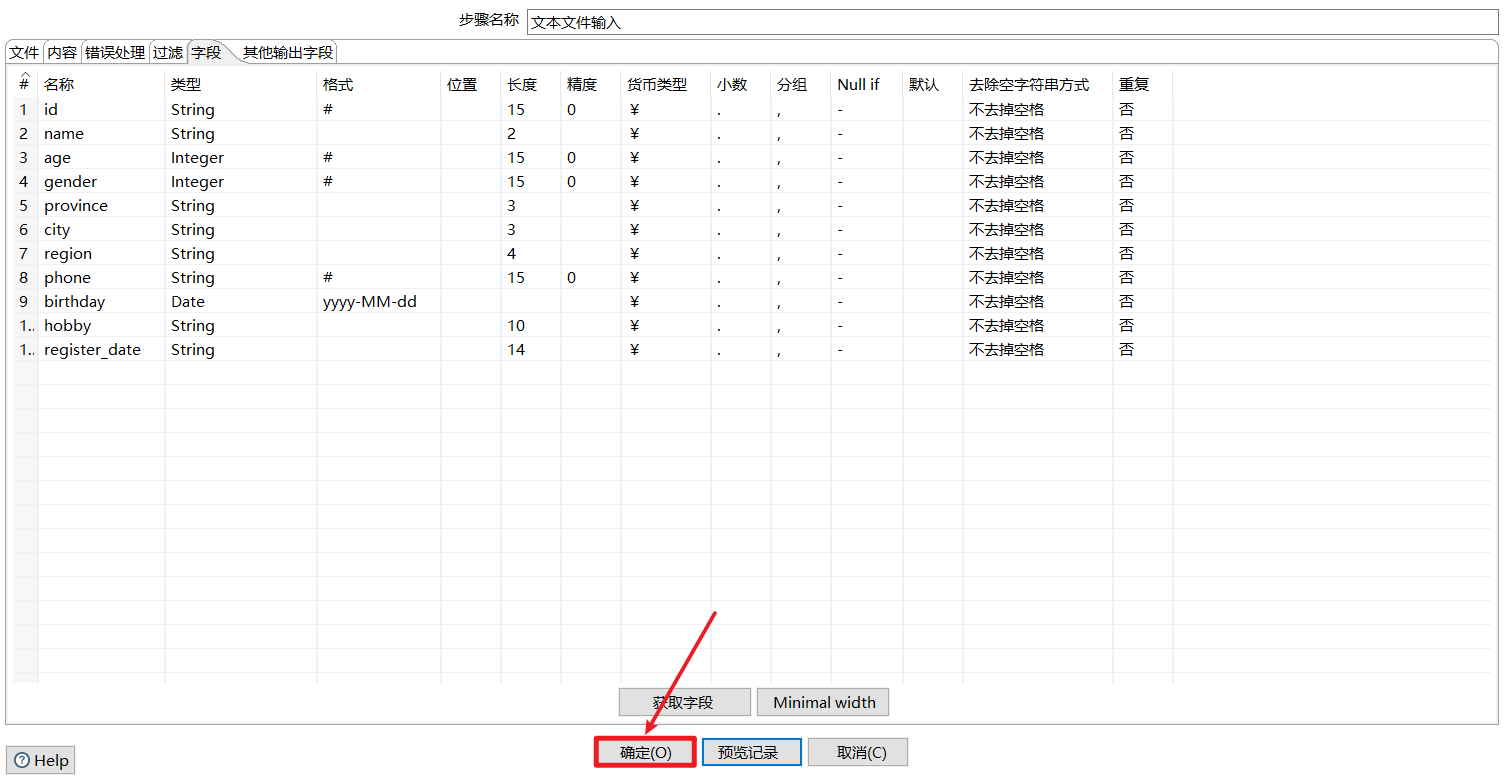 步骤名称 文本文件输入
文件 内容 错误处理 过滤 字段 其他输出字段
# 名称 类型 格式 位置 长度 精度 货币类型 小数 分组 Null if 默认 去除空字符串方式 重复
1 id String # 15 0 ¥ . , - 不去掉空格 否
2 name String 2 ¥ . , - 不去掉空格 否
3 age Integer # 15 0 ¥ . , - 不去掉空格 否
4 gender Integer # 15 0 ¥ . , - 不去掉空格 否
5 province String 3 ¥ . , - 不去掉空格 否
6 city String 3 ¥ . , - 不去掉空格 否
7 region String 4 ¥ . , - 不去掉空格 否
8 phone String # 15 0 ¥ . , - 不去掉空格 否
9 birthday Date yyyy-MM-dd ¥ . , - 不去掉空格 否
1.. hobby String 10 ¥ . , - 不去掉空格 否
1.. register_date String 14 ¥ . , - 不去掉空格 否
获取字段 Minimal width
确定(O) 预览记录 取消(C)
Help